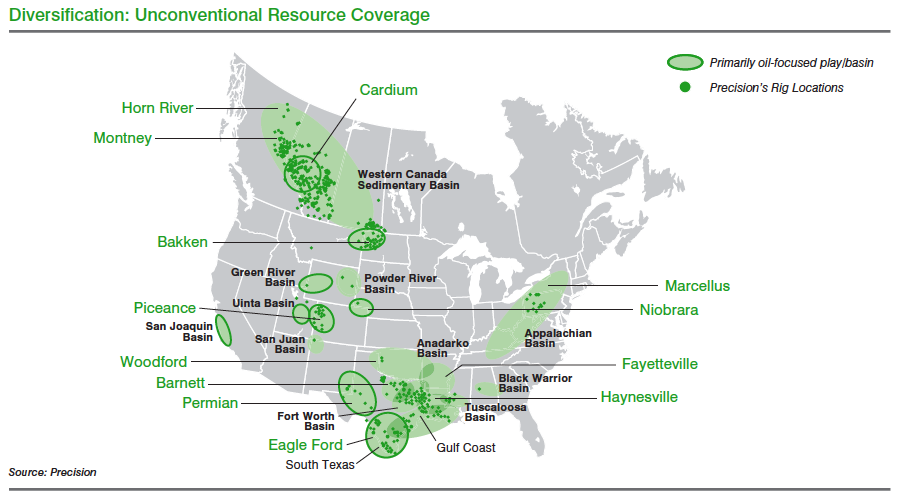 Diversification: Unconventional Resource Coverage
Primarily oil-focused play/basin
Precision's Rig Locations
Cardium
Horn River
Montney
Western Canada
Sedimentary Basin
Bakken
Green River
Basin
Powder River
Basin
Marcellus
Uinta Basin
Piceance
Niobrara
San Joaquin
Basin
San Juan
Basin
Appalachian
Basin
Anadarko
Basin
Woodford
Fayetteville
Barnett
Black Warrior
Basin
Permian
Haynesville
Fort Worth
Basin
Tuscaloosa
Basin
Eagle Ford
Gulf Coast
South Texas
Source: Precision